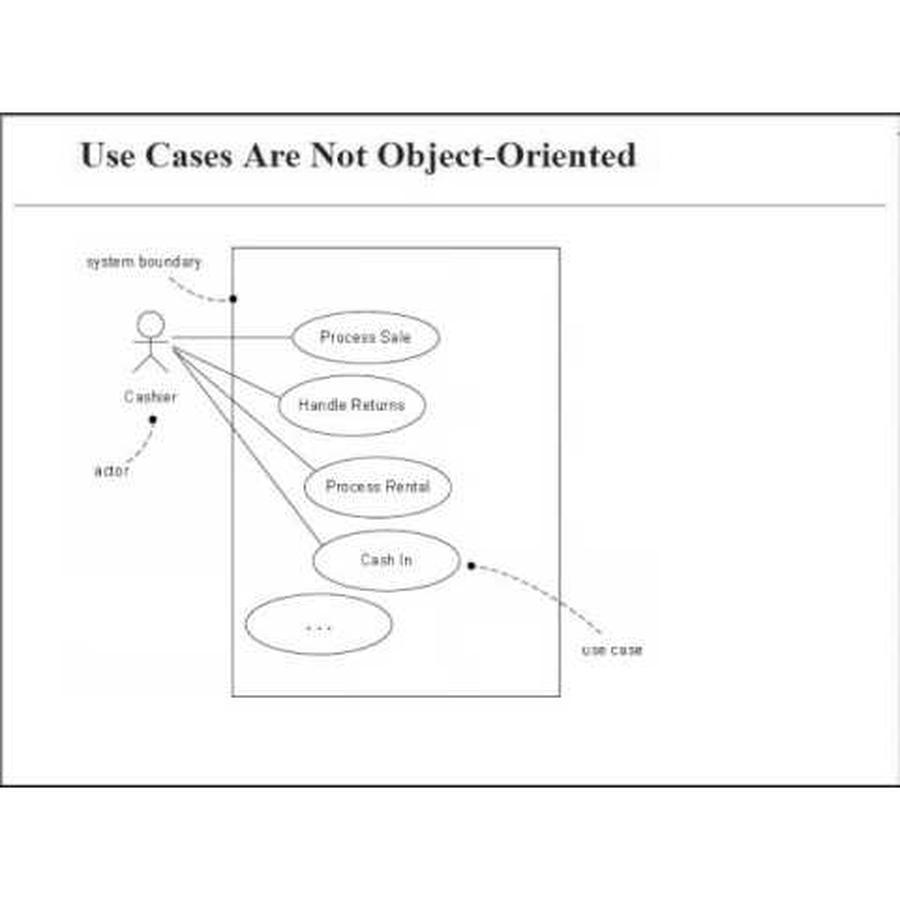 Use Cases Are Not Object-Oriented
system boundary
Process Sale
Handle Returns
Cashier
actor
Process Rental
Cash In
. . .
use case